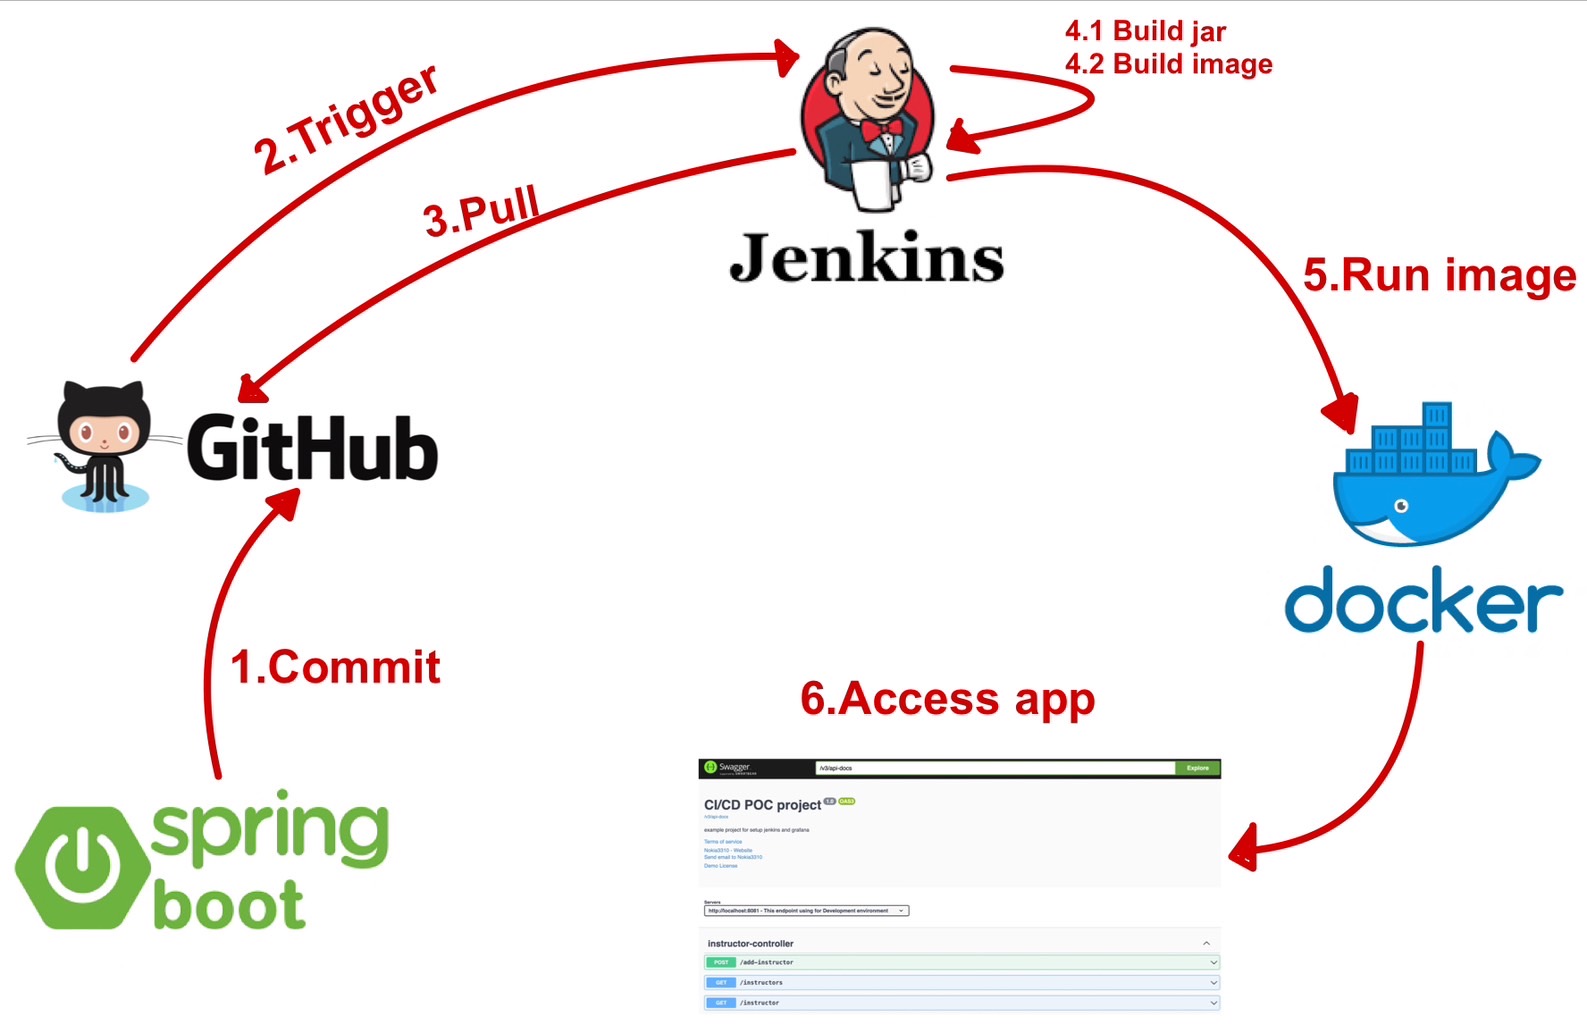 4.1 Build jar
4.2 Build image
2.Trigger
3.Pull
Jenkins
5.Run image
GitHub
docker
1.Commit
6.Access app
spring
boot
Swagger
/v3/api-docs
Explore
CI/CD POC project 1.0 OAS3
/v3/api-docs
example project for setup jenkins and grafana
Terms of service
Nokia3310 - Website
Send email to Nokia3310
Demo License
Servers
http://localhost:8081 - This endpoint using for Development environment
instructor-controller
POST /add-instructor
GET /instructors
GET /instructor